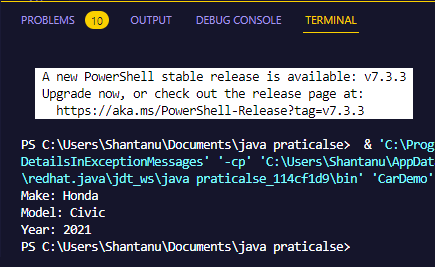 PROBLEMS 10 OUTPUT DEBUG CONSOLE TERMINAL
A new PowerShell stable release is available: v7.3.3
Upgrade now, or check out the release page at:
https://aka.ms/PowerShell-Release?tag=v7.3.3
PS C:\Users\Shantanu\Documents\java praticalse> & 'C:\Prog
DetailsInExceptionMessages' '-cp' 'C:\Users\Shantanu\AppDat
\redhat.java\jdt_ws\java praticalse_114cf1d9\bin' 'CarDemo'
Make: Honda
Model: Civic
Year: 2021
PS C:\Users\Shantanu\Documents\java praticalse>